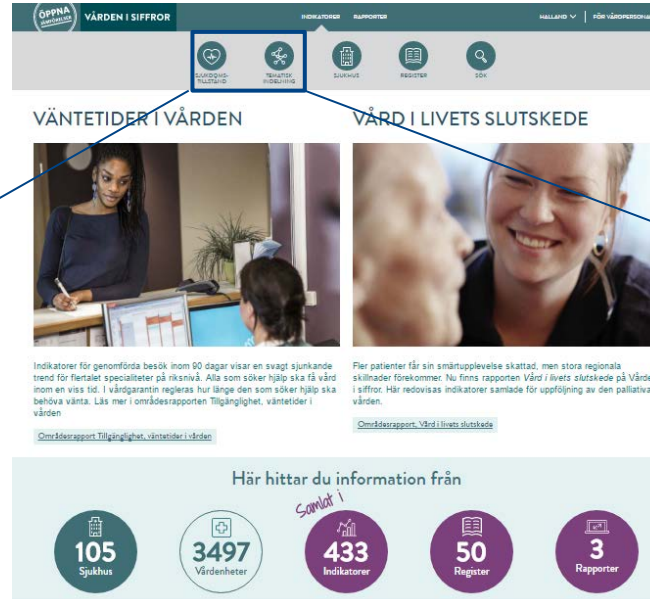 ÖPPNA
JÄMFÖRELSER
VÅRDEN I SIFFROR
INDIKATORER RAPPORTER
HALLAND
FÖR VÅRDPERSONA
SJUKDOMS-
TILLSTÅND
TEMATISK
INDELNING
SJUKHUS
REGISTER
SÖK
VÄNTETIDER I VÅRDEN
Indikatorer för genomförda besök inom 90 dagar visar en svagt sjunkande
trend för flertalet specialiteter på riksnivå. Alla som söker hjälp ska få vård
inom en viss tid. I vårdgarantin regleras hur länge den som söker hjälp ska
behöva vänta. Läs mer i områdesrapporten Tillgänglighet, väntetider i
vården
Områdesrapport Tillgänglighet, väntetider i vården
VÅRD I LIVETS SLUTSKEDE
Fler patienter får sin smärtupplevelse skattad, men stora regionala
skillnader förekommer. Nu finns rapporten Vård i livets slutskede på Vårde
i siffror. Här redovisas indikatorer samlade för uppföljning av den palliativa
vården.
Områdesrapport, Vård i livets slutskede
Här hittar du information från
Samlat i
105
Sjukhus
3497
Vårdenheter
433
Indikatorer
50
Register
3
Rapporter